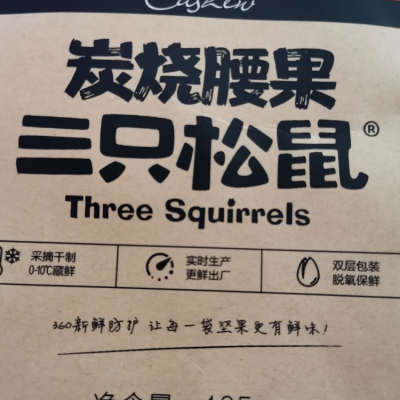 Cashew
炭烧腰果
三只松鼠®
Three Squirrels
采摘干制
0-10℃藏鲜
实时生产
更鲜出厂
双层包装
脱氧保鲜
360新鲜防护 让每一袋坚果更有鲜味!